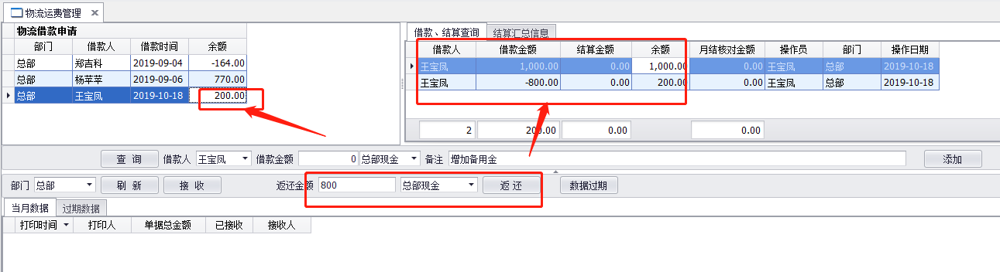 物流运费管理
物流借款申请
部门 借款人 借款时间 余额
总部 郑吉科 2019-09-04 -164.00
总部 杨苹苹 2019-09-06 770.00
总部 王宝凤 2019-10-18 200.00
借款、结算查询 结算汇总信息
借款人 借款金额 结算金额 余额 月结核对金额 操作员 部门 操作日期
王宝凤 1,000.00 0.00 1,000.00 0.00 王宝凤 总部 2019-10-18
王宝凤 -800.00 0.00 200.00 0.00 王宝凤 总部 2019-10-18
2 200.00 0.00 0.00
查 询 借款人 王宝凤 借款金额 0 总部现金 备注 增加备用金 添加
部门 总部 刷 新 接 收 返还金额 800 总部现金 返 还 数据过期
当月数据 过期数据
打印时间 打印人 单据总金额 已接收 接收人